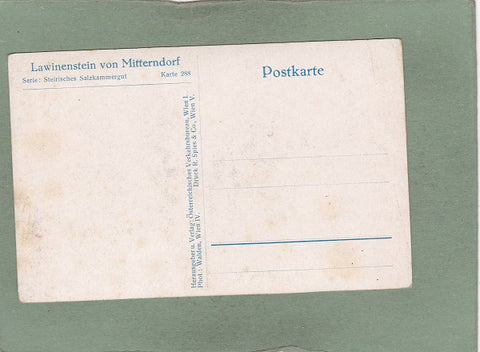 Lawinenstein von Mitterndorf
Serie: Steirisches Salzkammergut Karte 288
Postkarte
Herausgeber u. Verlag: Österreichisches Verkehrsbureau, Wien I.
Druck R. Spies & Co., Wien V.
Phot.: Walden, Wien IV.